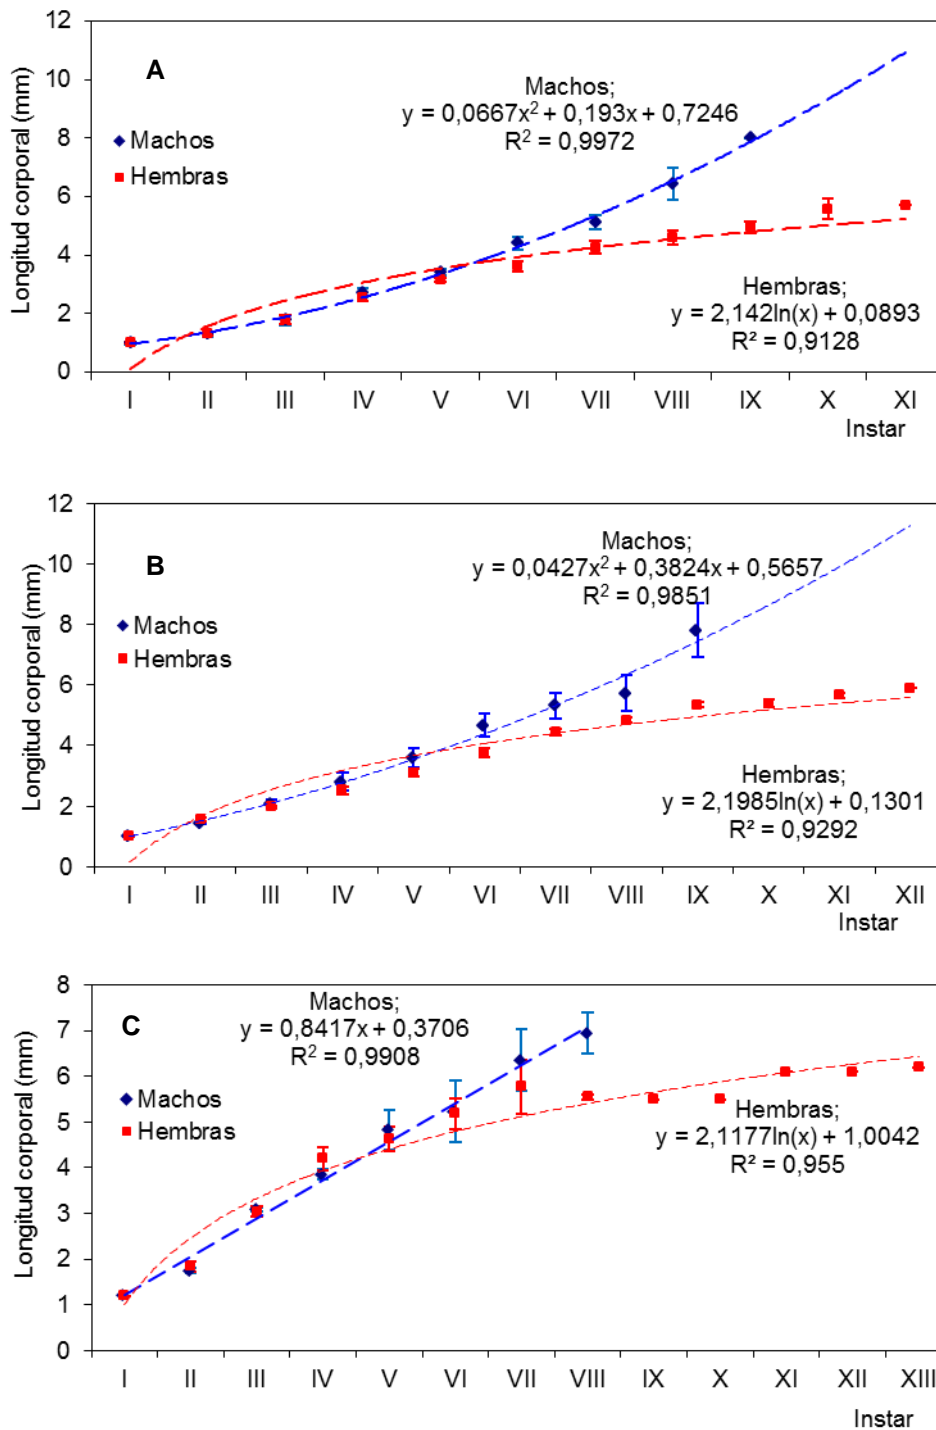 Longitud corporal (mm)
12
10
8
6
4
2
0
A
Machos
Hembras
Machos;
y = 0,0667x² + 0,193x + 0,7246
R² = 0,9972
Hembras;
y = 2,142ln(x) + 0,0893
R² = 0,9128
I II III IV V VI VII VIII IX X XI
Instar
Longitud corporal (mm)
12
10
8
6
4
2
0
B
Machos
Hembras
Machos;
y = 0,0427x² + 0,3824x + 0,5657
R² = 0,9851
Hembras;
y = 2,1985ln(x) + 0,1301
R² = 0,9292
I II III IV V VI VII VIII IX X XI XII
Instar
Longitud corporal (mm)
8
7
6
5
4
3
2
1
0
C
Machos
Hembras
Machos;
y = 0,8417x + 0,3706
R² = 0,9908
Hembras;
y = 2,1177ln(x) + 1,0042
R² = 0,955
I II III IV V VI VII VIII IX X XI XII XIII
Instar